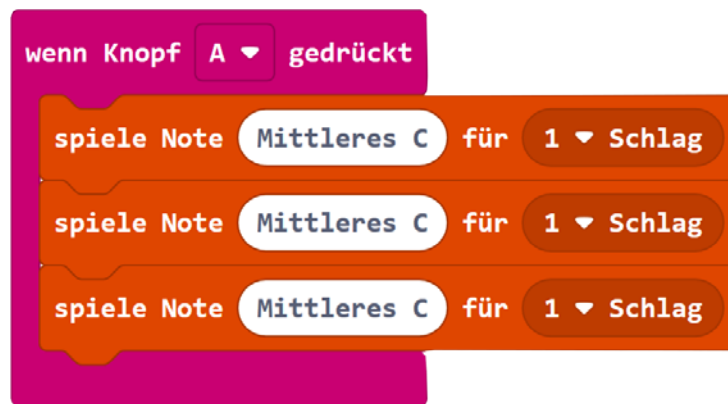 wenn Knopf A gedrückt
spiele Note Mittleres C für 1 Schlag
spiele Note Mittleres C für 1 Schlag
spiele Note Mittleres C für 1 Schlag